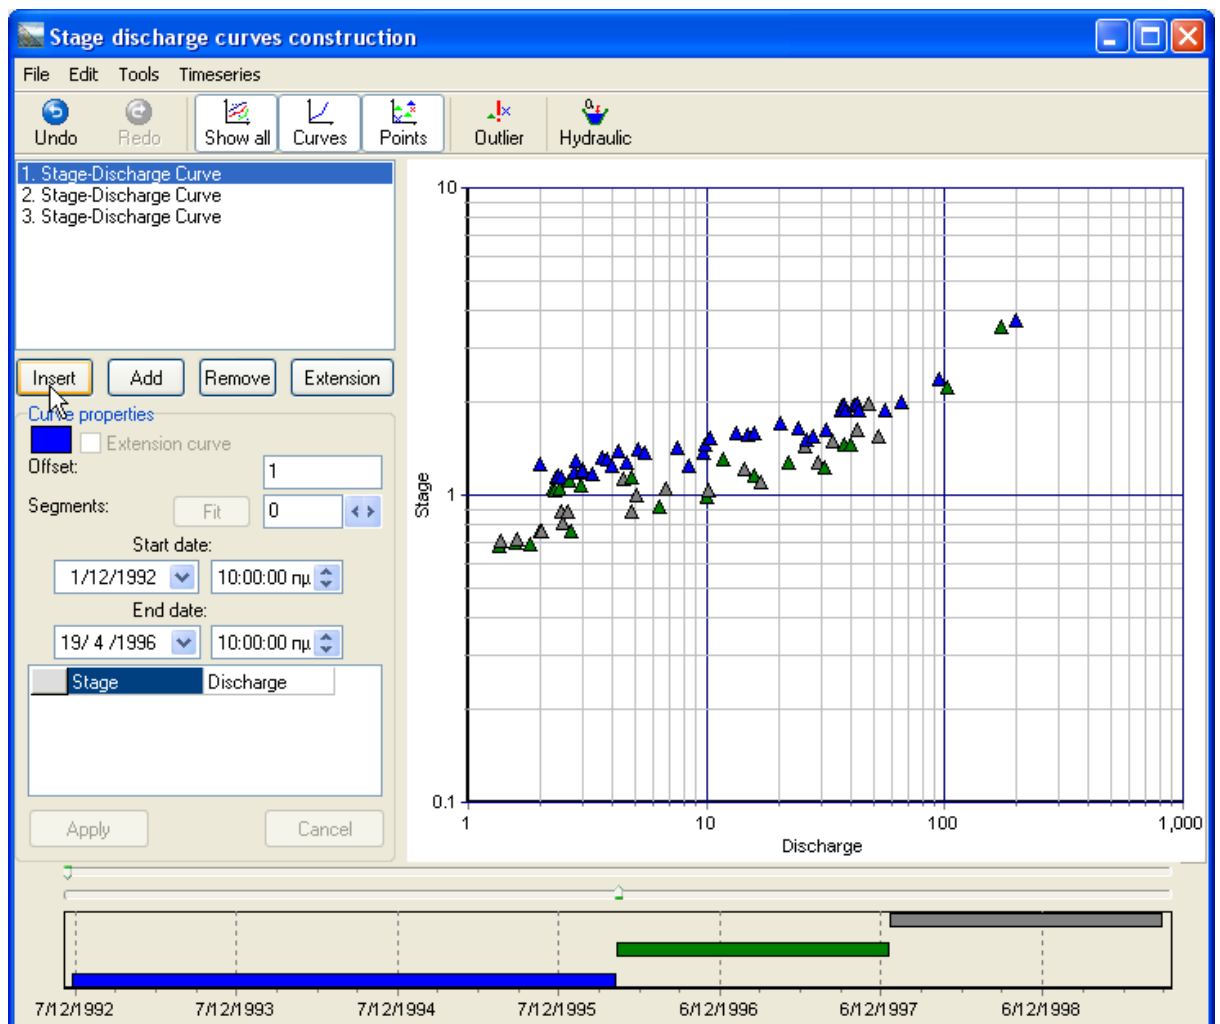 Stage discharge curves construction
File Edit Tools Timeseries
Undo Redo Show all Curves Points Outlier Hydraulic
1. Stage-Discharge Curve
2. Stage-Discharge Curve
3. Stage-Discharge Curve
Insert Add Remove Extension
Curve properties
Extension curve
Offset: 1
Segments: Fit 0
Start date:
1/12/1992 10:00:00 πμ
End date:
19/ 4 /1996 10:00:00 πμ
Stage Discharge
Apply Cancel
10
1
0.1
Stage
1 10 100 1,000
Discharge
7/12/1992 7/12/1993 7/12/1994 7/12/1995 6/12/1996 6/12/1997 6/12/1998